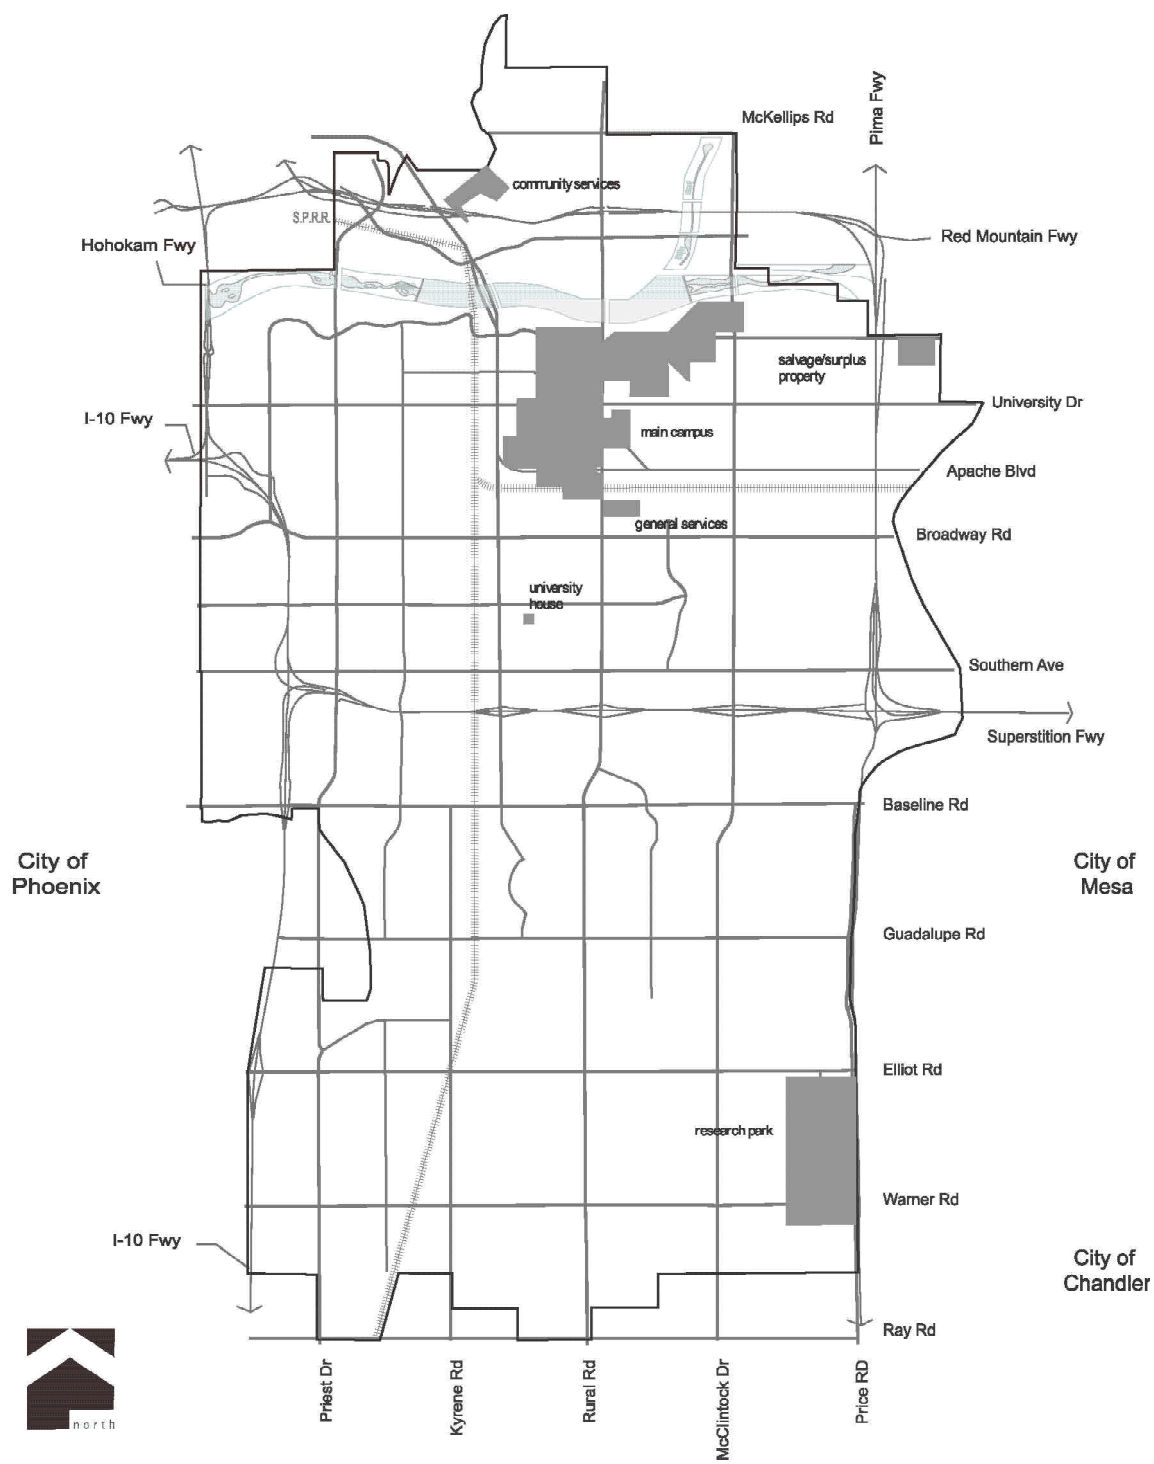 McKellips Rd
Pima Fwy
community services
S.P.R.R.
Hohokam Fwy
Red Mountain Fwy
salvage/surplus
property
I-10 Fwy
University Dr
main campus
Apache Blvd
general services
Broadway Rd
university
house
Southern Ave
Superstition Fwy
Baseline Rd
City of
Phoenix
City of
Mesa
Guadalupe Rd
Elliot Rd
research park
Warner Rd
I-10 Fwy
City of
Chandler
Ray Rd
north
Priest Dr
Kyrene Rd
Rural Rd
McClintock Dr
Price RD